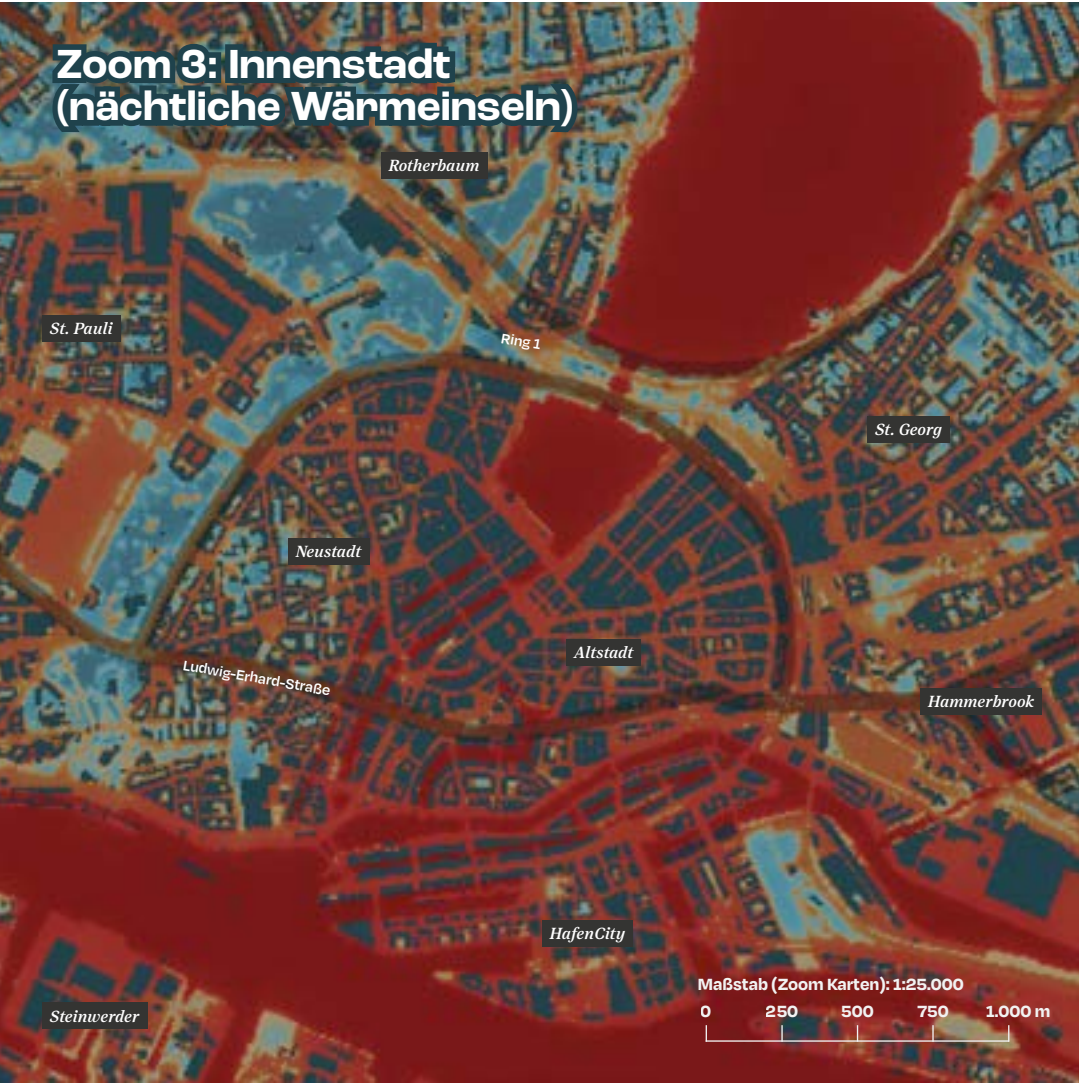 Zoom 3: Innenstadt
(nächtliche Wärmeinseln)
Rotherbaum
St. Pauli
Ring 1
St. Georg
Neustadt
Altstadt
Ludwig-Erhard-Straße
Hammerbrook
HafenCity
Maßstab (Zoom Karten): 1:25.000
0 250 500 750 1.000 m
Steinwerder